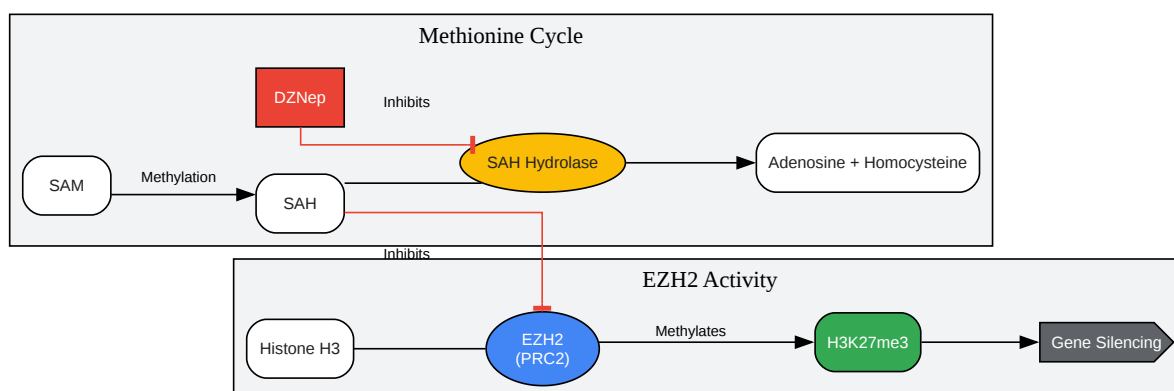 Methionine Cycle
DZNep
Inhibits
SAH Hydrolase
Adenosine + Homocysteine
SAM
Methylation
SAH
Inhibits
EZH2 Activity
Histone H3
EZH2
(PRC2)
Methylates
H3K27me3
Gene Silencing